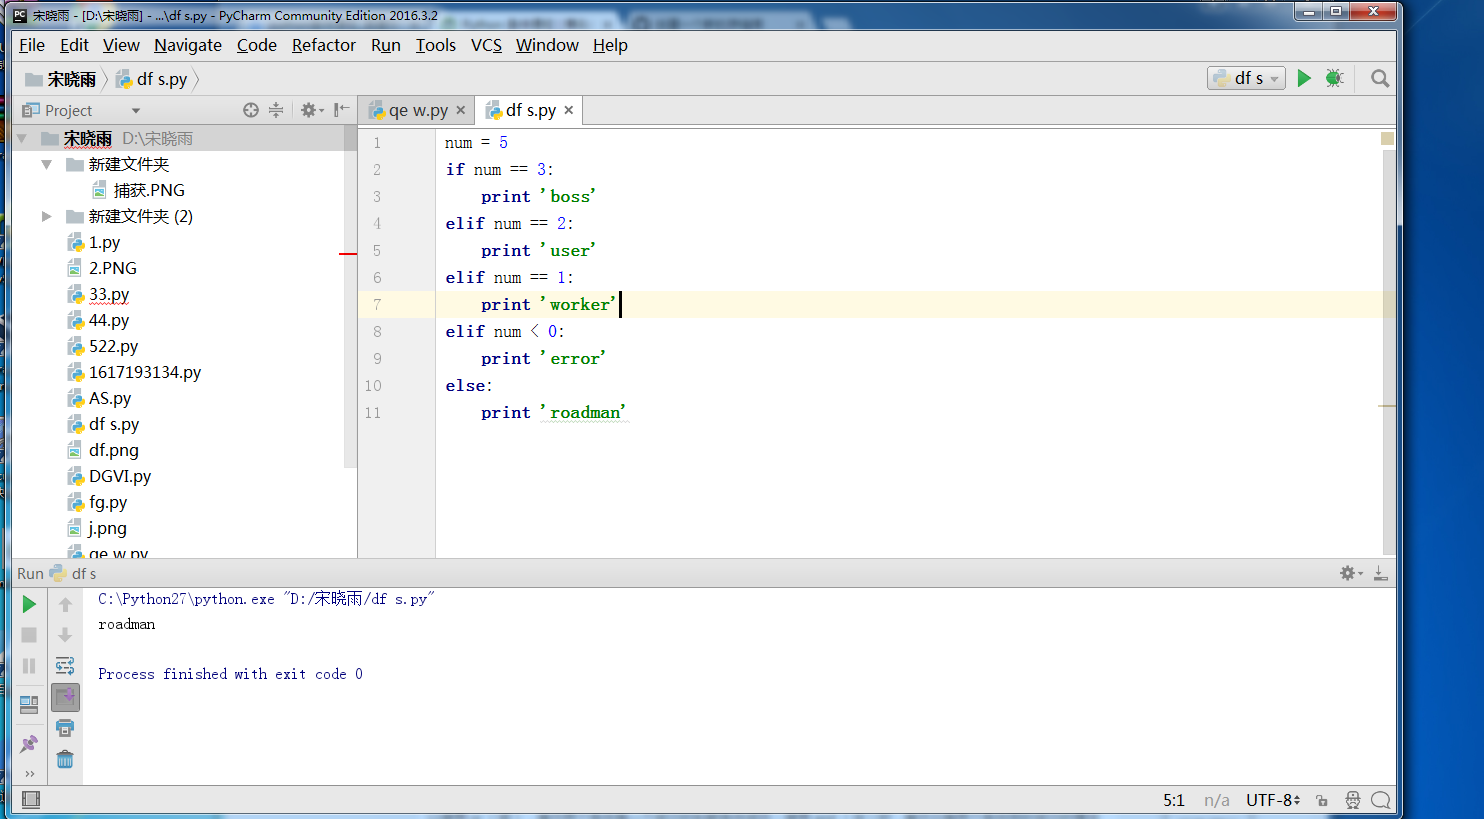 宋晓雨 - [D:\宋晓雨] - ...\df s.py - PyCharm Community Edition 2016.3.2
File Edit View Navigate Code Refactor Run Tools VCS Window Help
宋晓雨 df s.py df s
Project
qe w.py df s.py
宋晓雨 D:\宋晓雨
新建文件夹
捕获.PNG
新建文件夹 (2)
1.py
2.PNG
33.py
44.py
522.py
1617193134.py
AS.py
df s.py
df.png
DGVI.py
fg.py
j.png
qe w.py
1 num = 5
2 if num == 3:
3 print 'boss'
4 elif num == 2:
5 print 'user'
6 elif num == 1:
7 print 'worker'
8 elif num < 0:
9 print 'error'
10 else:
11 print 'roadman'
Run df s
C:\Python27\python.exe "D:/宋晓雨/df s.py"
roadman
Process finished with exit code 0
5:1 n/a UTF-8